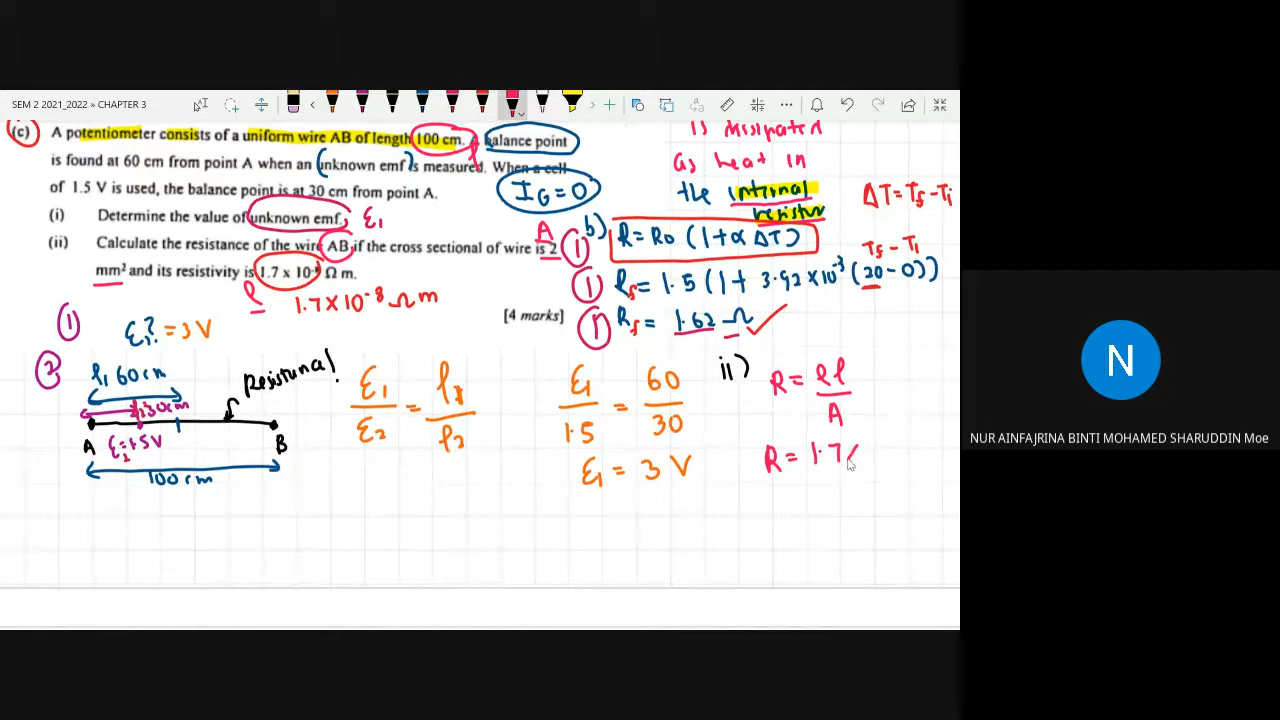 SEM 2 2021_2022 » CHAPTER 3
(c) A potentiometer consists of a uniform wire AB of length 100 cm. A balance point
is found at 60 cm from point A when an unknown emf is measured. When a cell
of 1.5 V is used, the balance point is at 30 cm from point A.
(i) Determine the value of unknown emf. ε₁
(ii) Calculate the resistance of the wire AB if the cross sectional of wire is 2
mm² and its resistivity is 1.7 x 10⁻⁸ Ω m.
ρ 1.7 × 10⁻⁸ Ω m
[4 marks]
I_G = 0
A
is dissipated
as heat in
the internal
resistor
ΔT = T_f - T_i
b) R = R₀ (1 + α ΔT)
T_f - T_i
① R_f = 1.5 (1 + 3.92 × 10⁻³ (20 - 0))
① R_f = 1.62 Ω
①
ε₁? = 3 V
②
l₁ 60 cm
Resistance!
30 cm
A ε₂ = 1.5 V B
100 cm
ε₁/ε₂ = l₁/l₂
ε₁/1.5 = 60/30
ε₁ = 3 V
ii) R = ρl/A
R = 1.7
N
NUR AINFAJRINA BINTI MOHAMED SHARUDDIN Moe